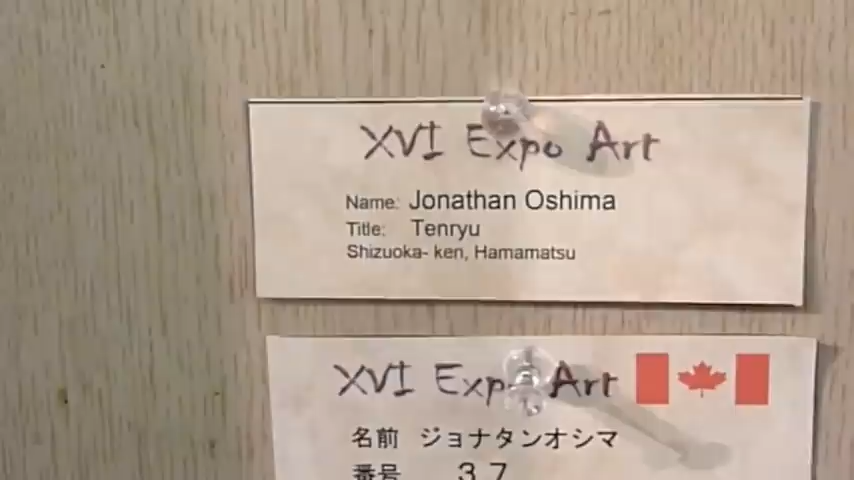 XVI Expo Art
Name: Jonathan Oshima
Title: Tenryu
Shizuoka- ken, Hamamatsu
XVI Expo Art
名前 ジョナタンオシマ
番号 37